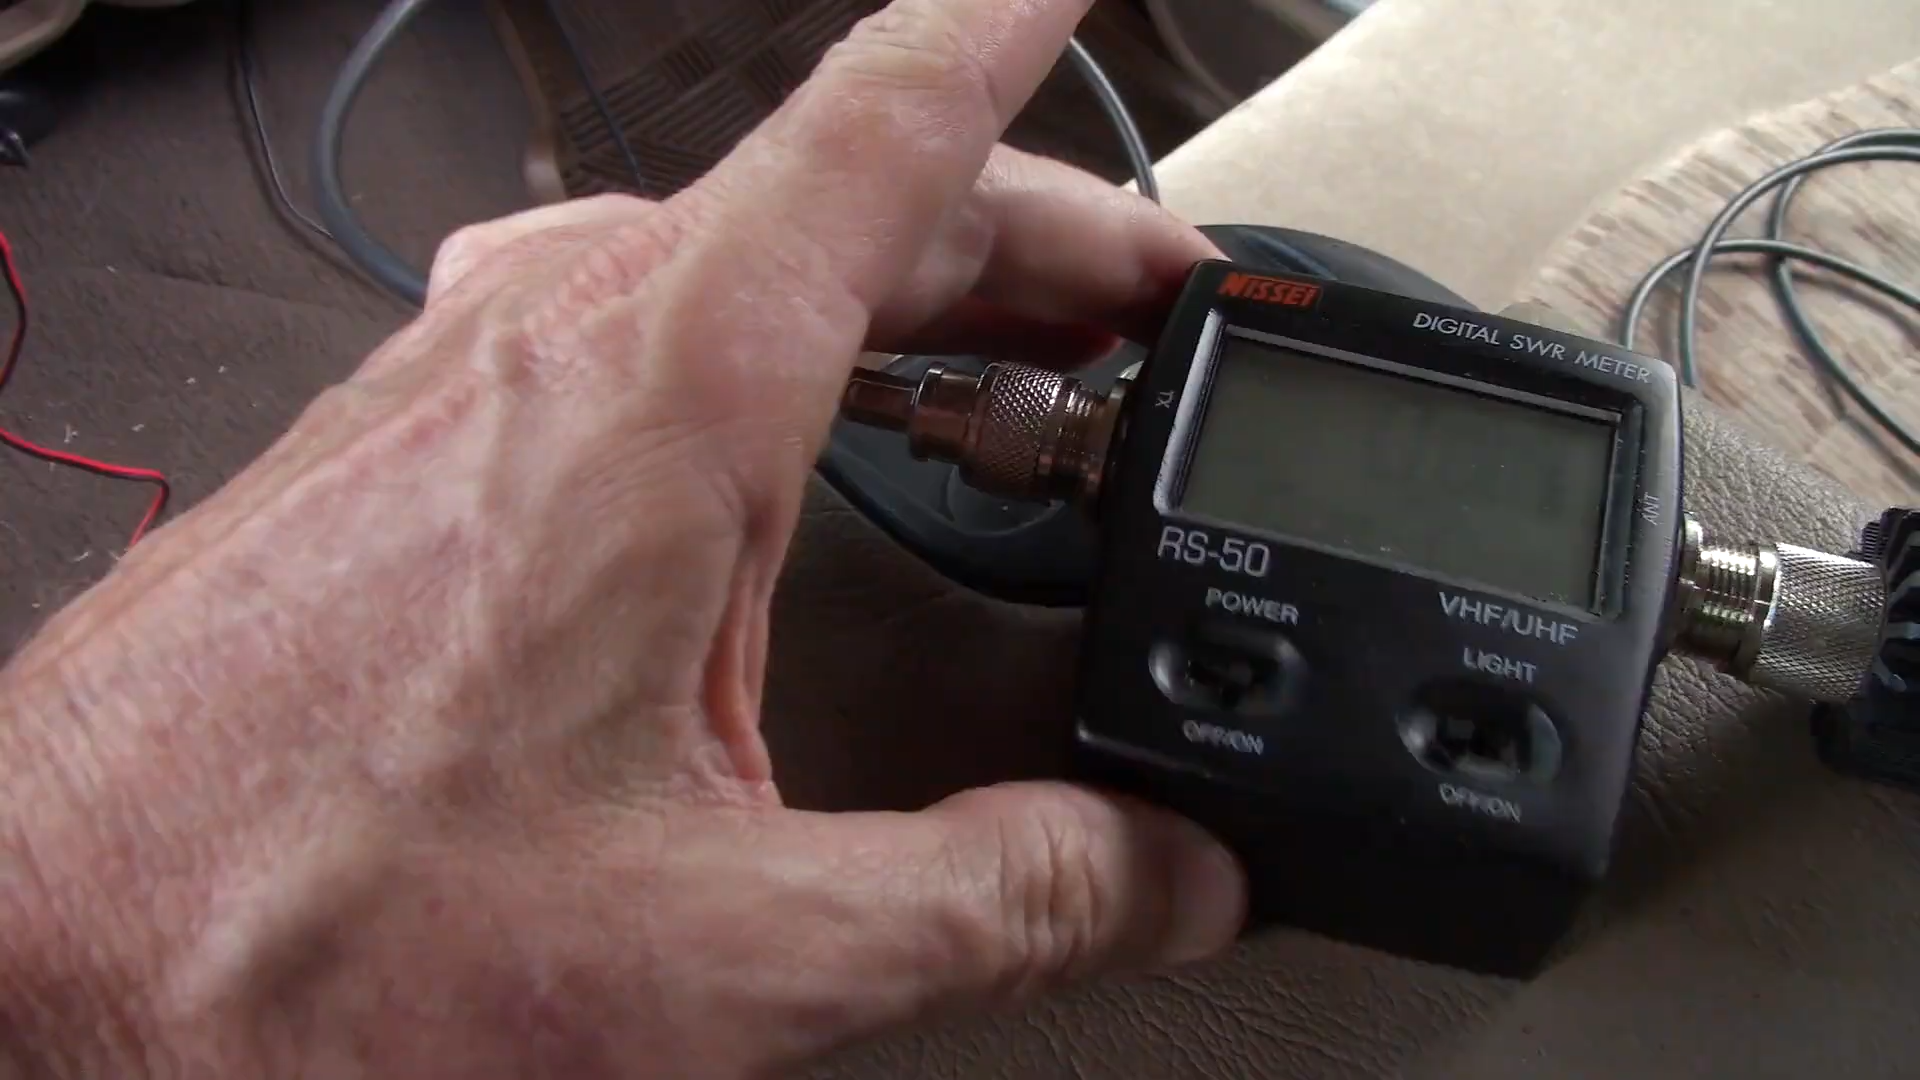 NISSEI
DIGITAL SWR METER
TX
ANT
RS-50
POWER
VHF/UHF
LIGHT
OFF/ON
OFF/ON